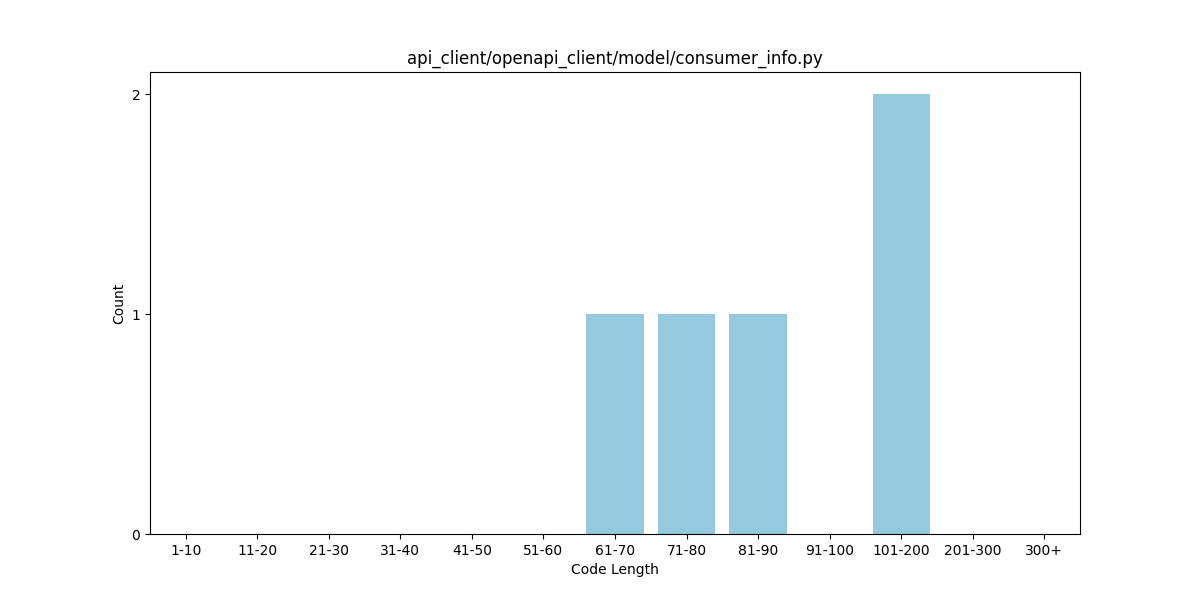 api_client/openapi_client/model/consumer_info.py
Count
2
1
0
1-10 11-20 21-30 31-40 41-50 51-60 61-70 71-80 81-90 91-100 101-200 201-300 300+
Code Length